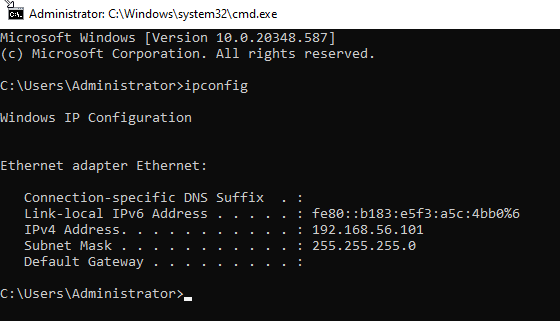 Administrator: C:\Windows\system32\cmd.exe
Microsoft Windows [Version 10.0.20348.587]
(c) Microsoft Corporation. All rights reserved.
C:\Users\Administrator>ipconfig
Windows IP Configuration
Ethernet adapter Ethernet:
Connection-specific DNS Suffix  . :
Link-local IPv6 Address . . . . . : fe80::b183:e5f3:a5c:4bb0%6
IPv4 Address. . . . . . . . . . . : 192.168.56.101
Subnet Mask . . . . . . . . . . . : 255.255.255.0
Default Gateway . . . . . . . . . :
C:\Users\Administrator>